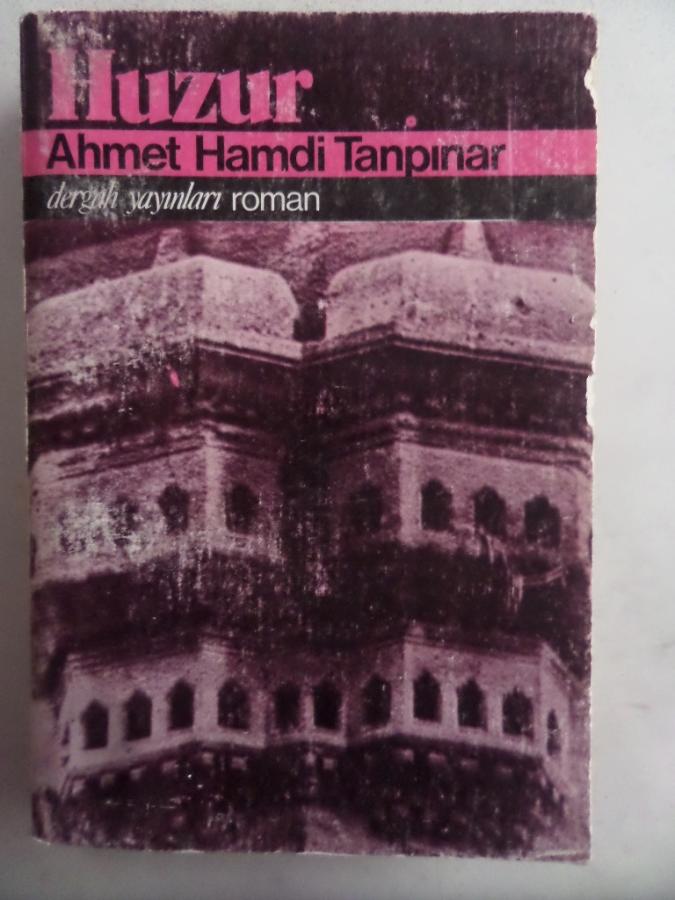 Huzur
Ahmet Hamdi Tanpınar
dergâh yayınları roman